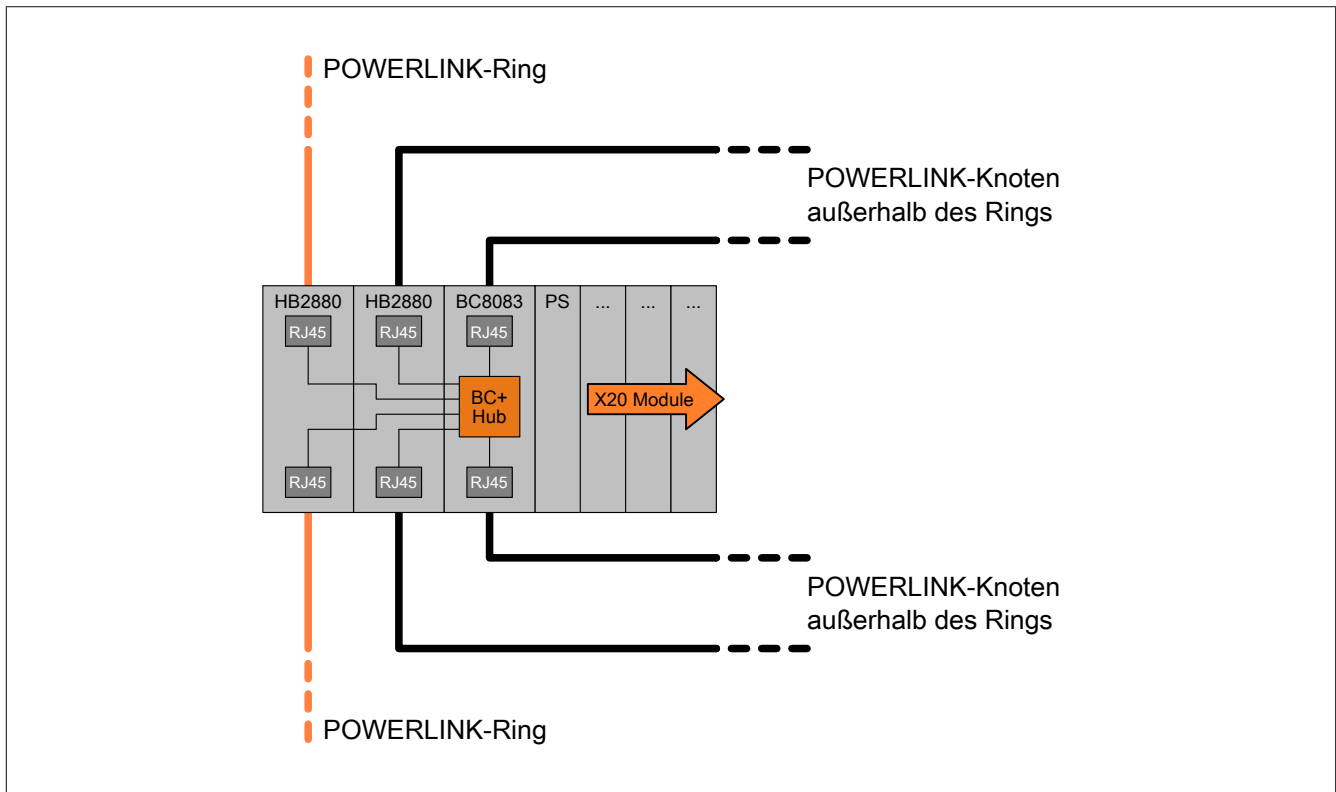 POWERLINK-Ring
POWERLINK-Knoten
außerhalb des Rings
HB2880 HB2880 BC8083 PS ... ... ...
RJ45 RJ45 RJ45
BC+
Hub
X20 Module
RJ45 RJ45 RJ45
POWERLINK-Knoten
außerhalb des Rings
POWERLINK-Ring